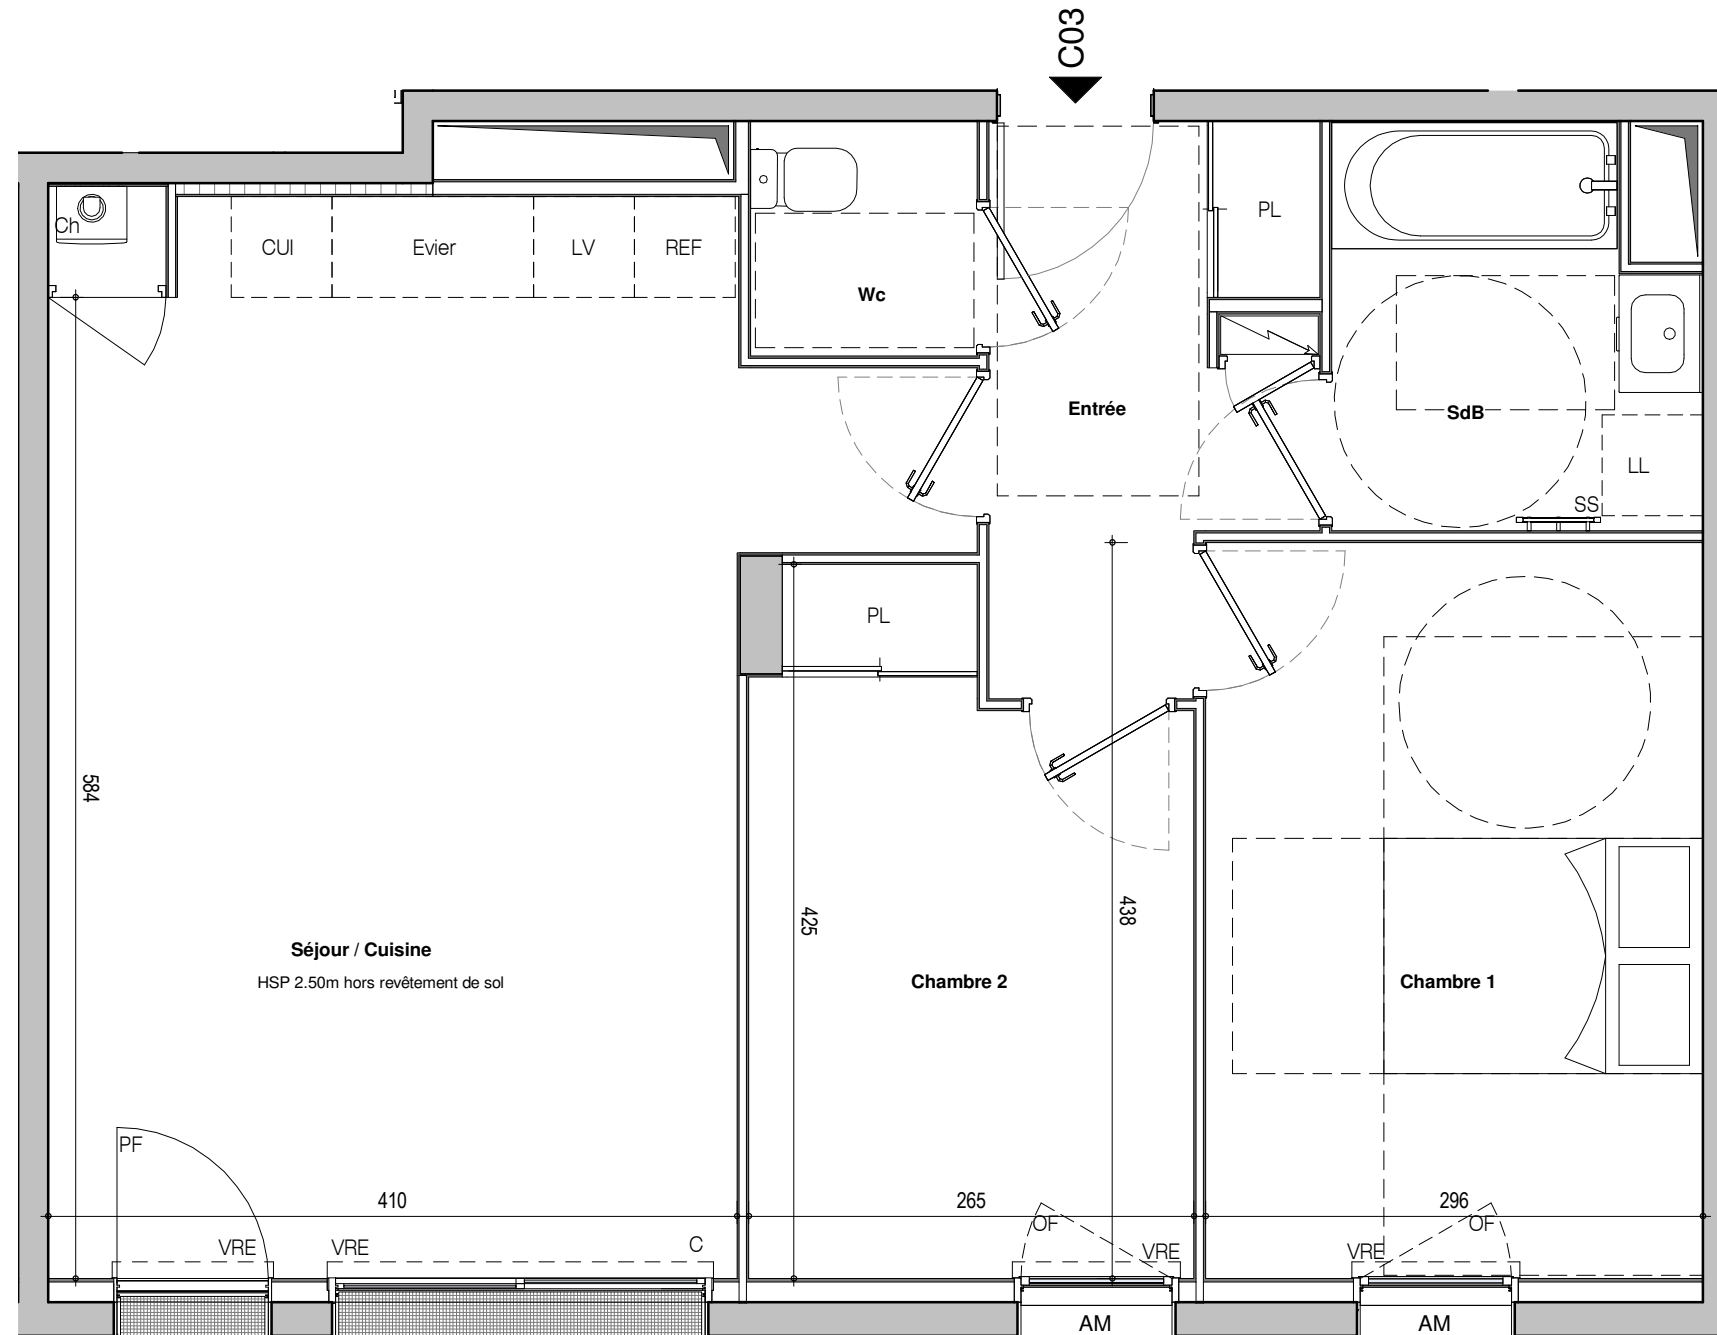 C03
Ch
CUI
Evier
LV
REF
Wc
PL
Entrée
SdB
LL
SS
PL
584
425
438
Séjour / Cuisine
HSP 2.50m hors revêtement de sol
Chambre 2
Chambre 1
PF
410
265
296
VRE
VRE
C
OF
VRE
VRE
OF
AM
AM